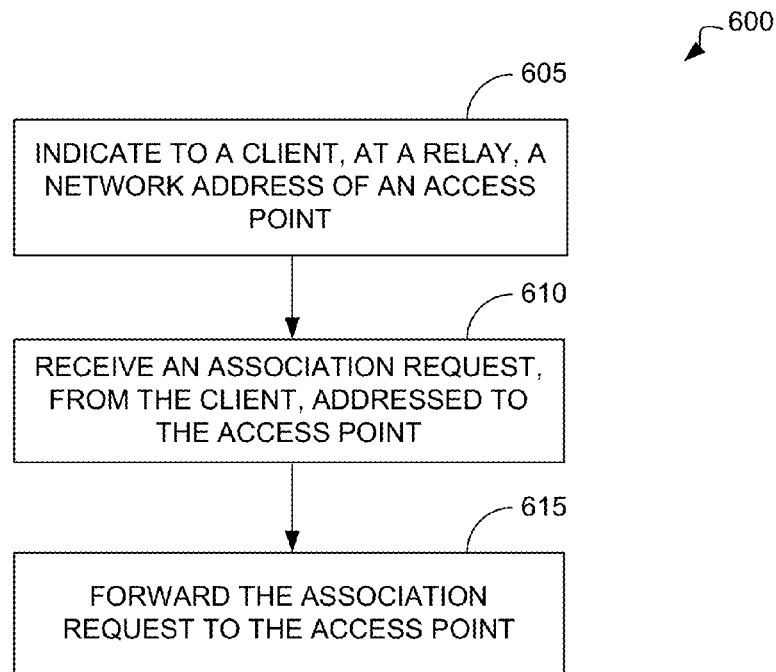 600
605
INDICATE TO A CLIENT, AT A RELAY, A
NETWORK ADDRESS OF AN ACCESS
POINT
610
RECEIVE AN ASSOCIATION REQUEST,
FROM THE CLIENT, ADDRESSED TO
THE ACCESS POINT
615
FORWARD THE ASSOCIATION
REQUEST TO THE ACCESS POINT